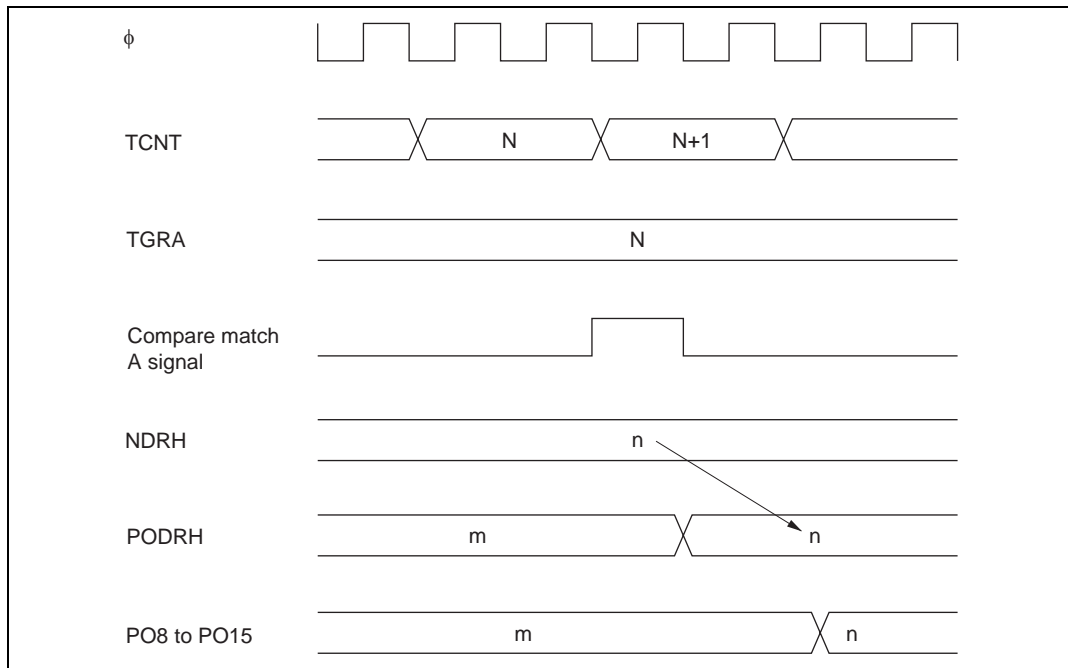 ϕ
TCNT
N
N+1
TGRA
N
Compare match
A signal
NDRH
n
PODRH
m
n
PO8 to PO15
m
n